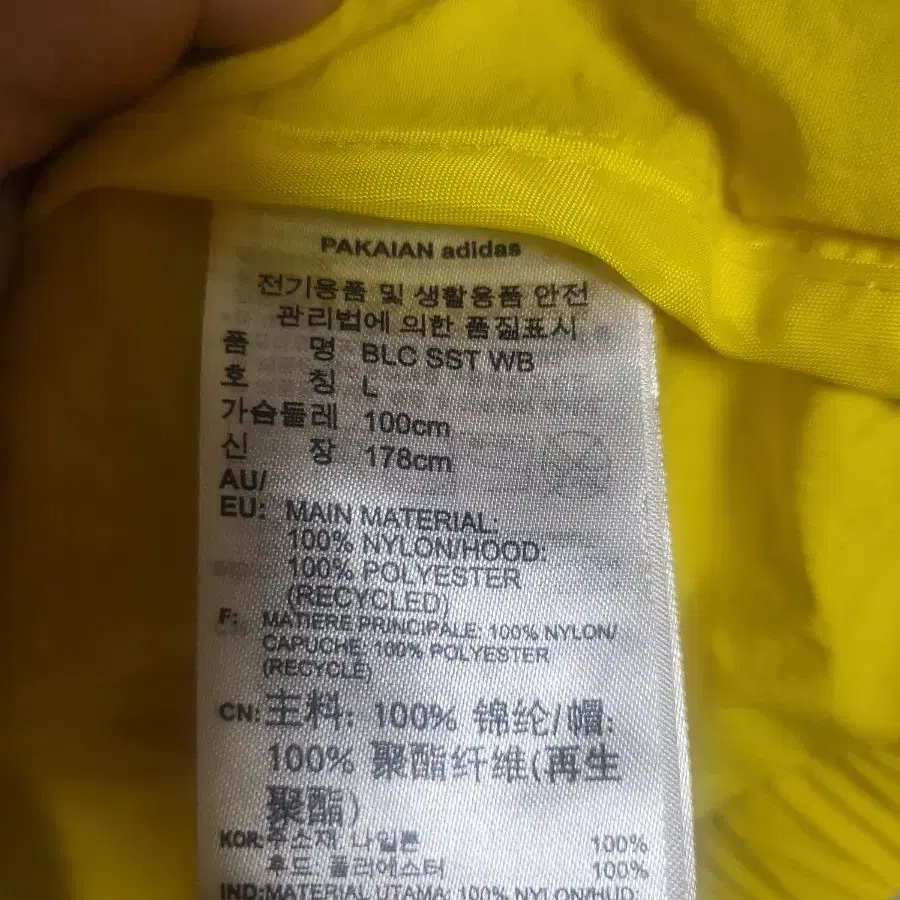 PAKAIAN adidas
전기용품 및 생활용품 안전
관리법에 의한 품질표시
품 명 BLC SST WB
호 칭 L
가슴둘레 100cm
신 장 178cm
AU/
EU: MAIN MATERIAL:
100% NYLON/HOOD:
100% POLYESTER
(RECYCLED)
F: MATIERE PRINCIPALE: 100% NYLON/
CAPUCHE: 100% POLYESTER
(RECYCLE)
CN: 主料: 100% 锦纶/帽:
100% 聚酯纤维(再生
聚酯)
KOR: 주소재: 나일론 100%
후드: 폴리에스터 100%
IND: MATERIAL UTAMA: 100% NYLON/HUD: